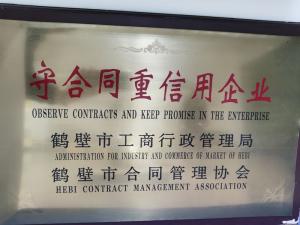 守合同重信用企业
OBSERVE CONTRACTS AND KEEP PROMISE IN THE ENTERPRISE
鹤壁市工商行政管理局
ADMINISTRATION FOR INDUSTRY AND COMMERCE OF MARKET OF HEBI
鹤壁市合同管理协会
HEBI CONTRACT MANAGEMENT ASSOCIATION